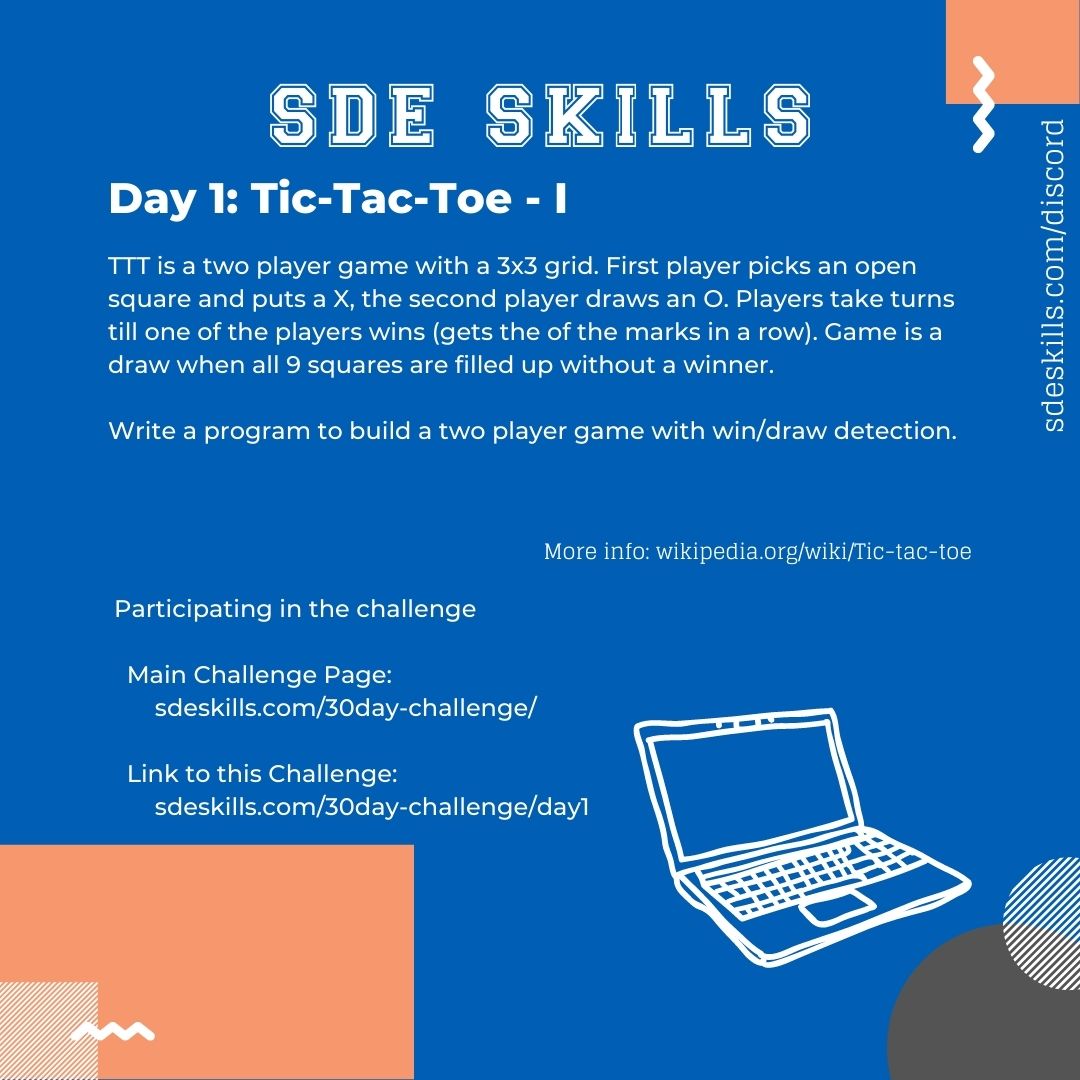 SDE SKILLS
Day 1: Tic-Tac-Toe - I
TTT is a two player game with a 3x3 grid. First player picks an open
square and puts a X, the second player draws an O. Players take turns
till one of the players wins (gets the of the marks in a row). Game is a
draw when all 9 squares are filled up without a winner.
Write a program to build a two player game with win/draw detection.
More info: wikipedia.org/wiki/Tic-tac-toe
Participating in the challenge
Main Challenge Page:
sdeskills.com/30day-challenge/
Link to this Challenge:
sdeskills.com/30day-challenge/day1
sdeskills.com/discord